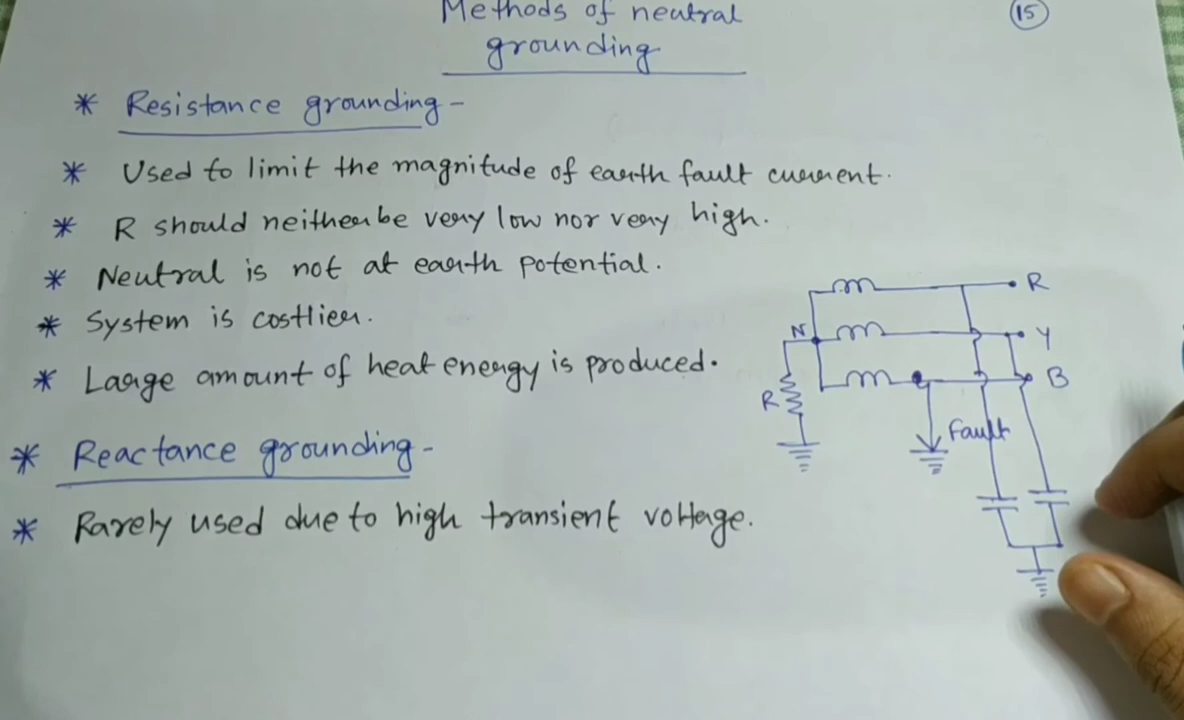 Methods of neutral
grounding
15
* Resistance grounding -
* Used to limit the magnitude of earth fault current.
* R should neither be very low nor very high.
* Neutral is not at earth potential.
* System is costlier.
* Large amount of heat energy is produced.
* Reactance grounding -
* Rarely used due to high transient voltage.
R
N
Y
B
R
Fault